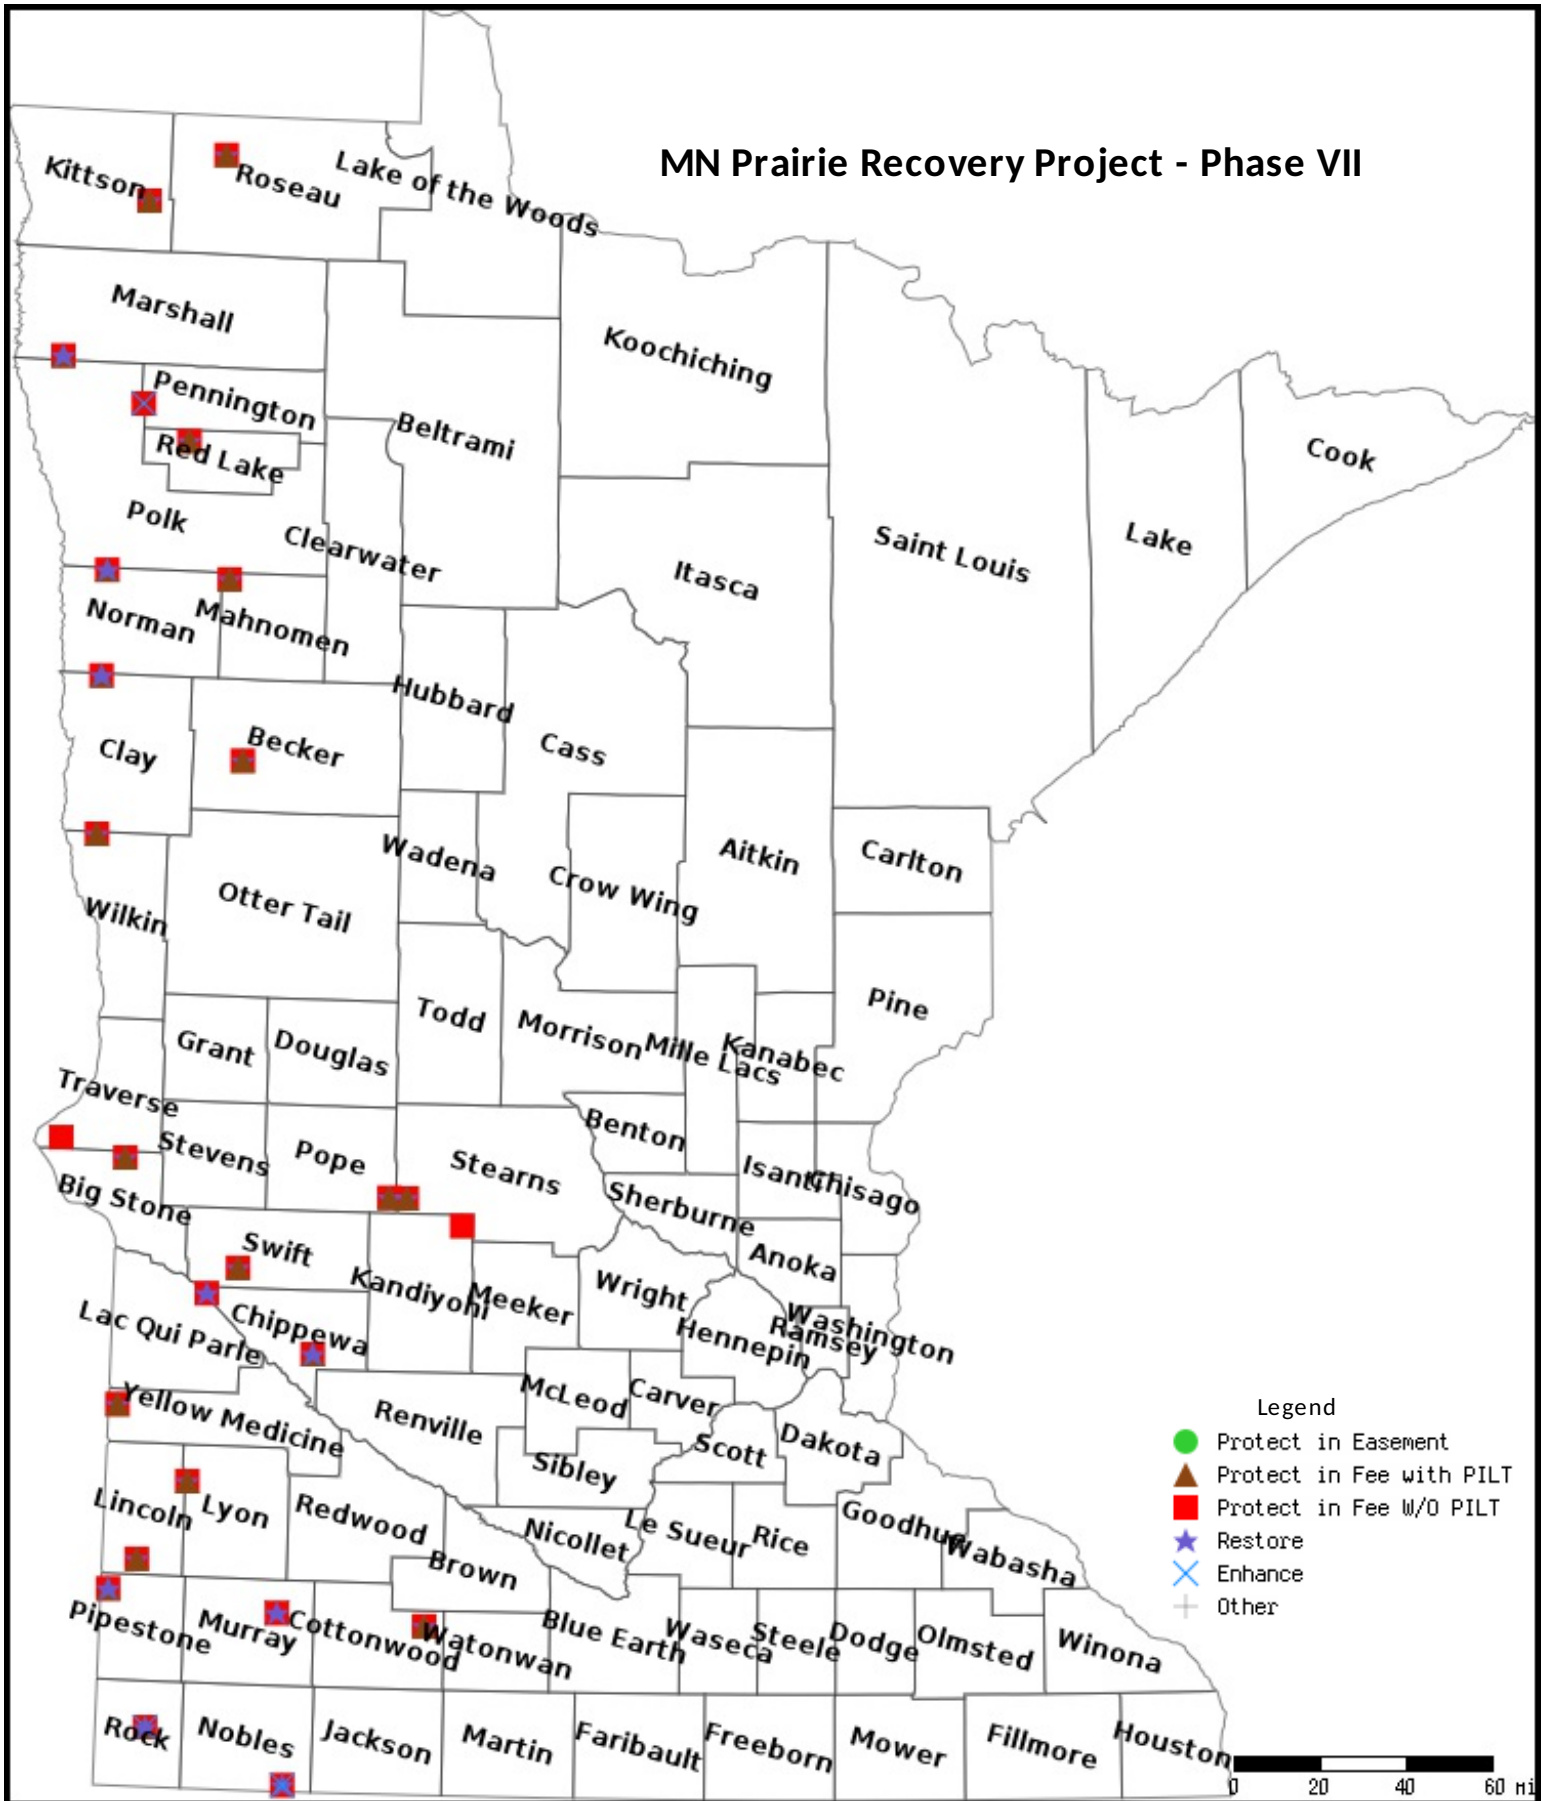 MN Prairie Recovery Project - Phase VII
Kittson
Roseau
Lake of the Woods
Marshall
Koochiching
Pennington
Beltrami
Red Lake
Cook
Polk
Clearwater
Saint Louis
Lake
Itasca
Norman
Mahnomen
Hubbard
Cass
Clay
Becker
Wadena
Crow Wing
Aitkin
Carlton
Otter Tail
Wilkin
Todd
Morrison
Mille Lacs
Kanabec
Pine
Grant
Douglas
Traverse
Stevens
Pope
Stearns
Benton
Isanti
Chisago
Big Stone
Sherburne
Swift
Anoka
Kandiyohi
Meeker
Wright
Lac Qui Parle
Chippewa
Hennepin
Ramsey
Washington
Yellow Medicine
Renville
McLeod
Carver
Scott
Dakota
Sibley
Lincoln
Lyon
Redwood
Brown
Nicollet
Le Sueur
Rice
Goodhue
Wabasha
Pipestone
Murray
Cottonwood
Watonwan
Blue Earth
Waseca
Steele
Dodge
Olmsted
Winona
Rock
Nobles
Jackson
Martin
Faribault
Freeborn
Mower
Fillmore
Houston
Legend
Protect in Easement
Protect in Fee with PILT
Protect in Fee W/O PILT
Restore
Enhance
Other
0 20 40 60 mi